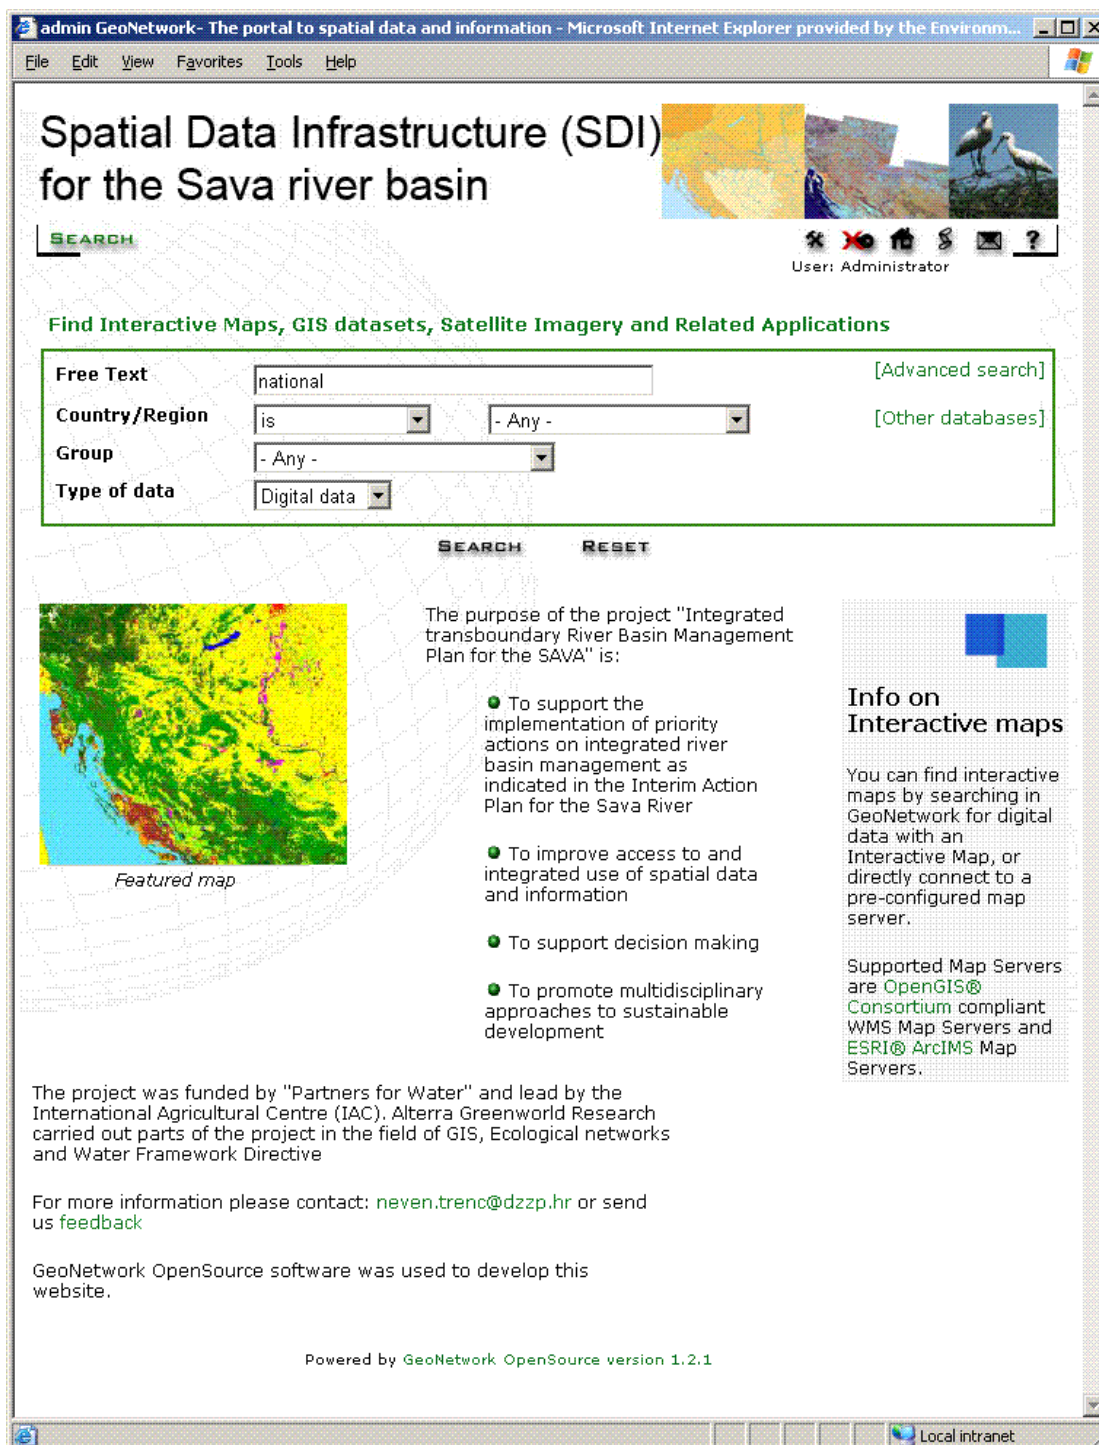 admin GeoNetwork- The portal to spatial data and information - Microsoft Internet Explorer provided by the Environm...
File Edit View Favorites Tools Help
Spatial Data Infrastructure (SDI)
for the Sava river basin
SEARCH
?
User: Administrator
Find Interactive Maps, GIS datasets, Satellite Imagery and Related Applications
Free Text national [Advanced search]
Country/Region is - Any - [Other databases]
Group - Any -
Type of data Digital data
SEARCH RESET
Featured map
The purpose of the project "Integrated
transboundary River Basin Management
Plan for the SAVA" is:
To support the
implementation of priority
actions on integrated river
basin management as
indicated in the Interim Action
Plan for the Sava River
To improve access to and
integrated use of spatial data
and information
To support decision making
To promote multidisciplinary
approaches to sustainable
development
Info on
Interactive maps
You can find interactive
maps by searching in
GeoNetwork for digital
data with an
Interactive Map, or
directly connect to a
pre-configured map
server.
Supported Map Servers
are OpenGIS®
Consortium compliant
WMS Map Servers and
ESRI® ArcIMS Map
Servers.
The project was funded by "Partners for Water" and lead by the
International Agricultural Centre (IAC). Alterra Greenworld Research
carried out parts of the project in the field of GIS, Ecological networks
and Water Framework Directive
For more information please contact: neven.trenc@dzzp.hr or send
us feedback
GeoNetwork OpenSource software was used to develop this
website.
Powered by GeoNetwork OpenSource version 1.2.1
Local intranet